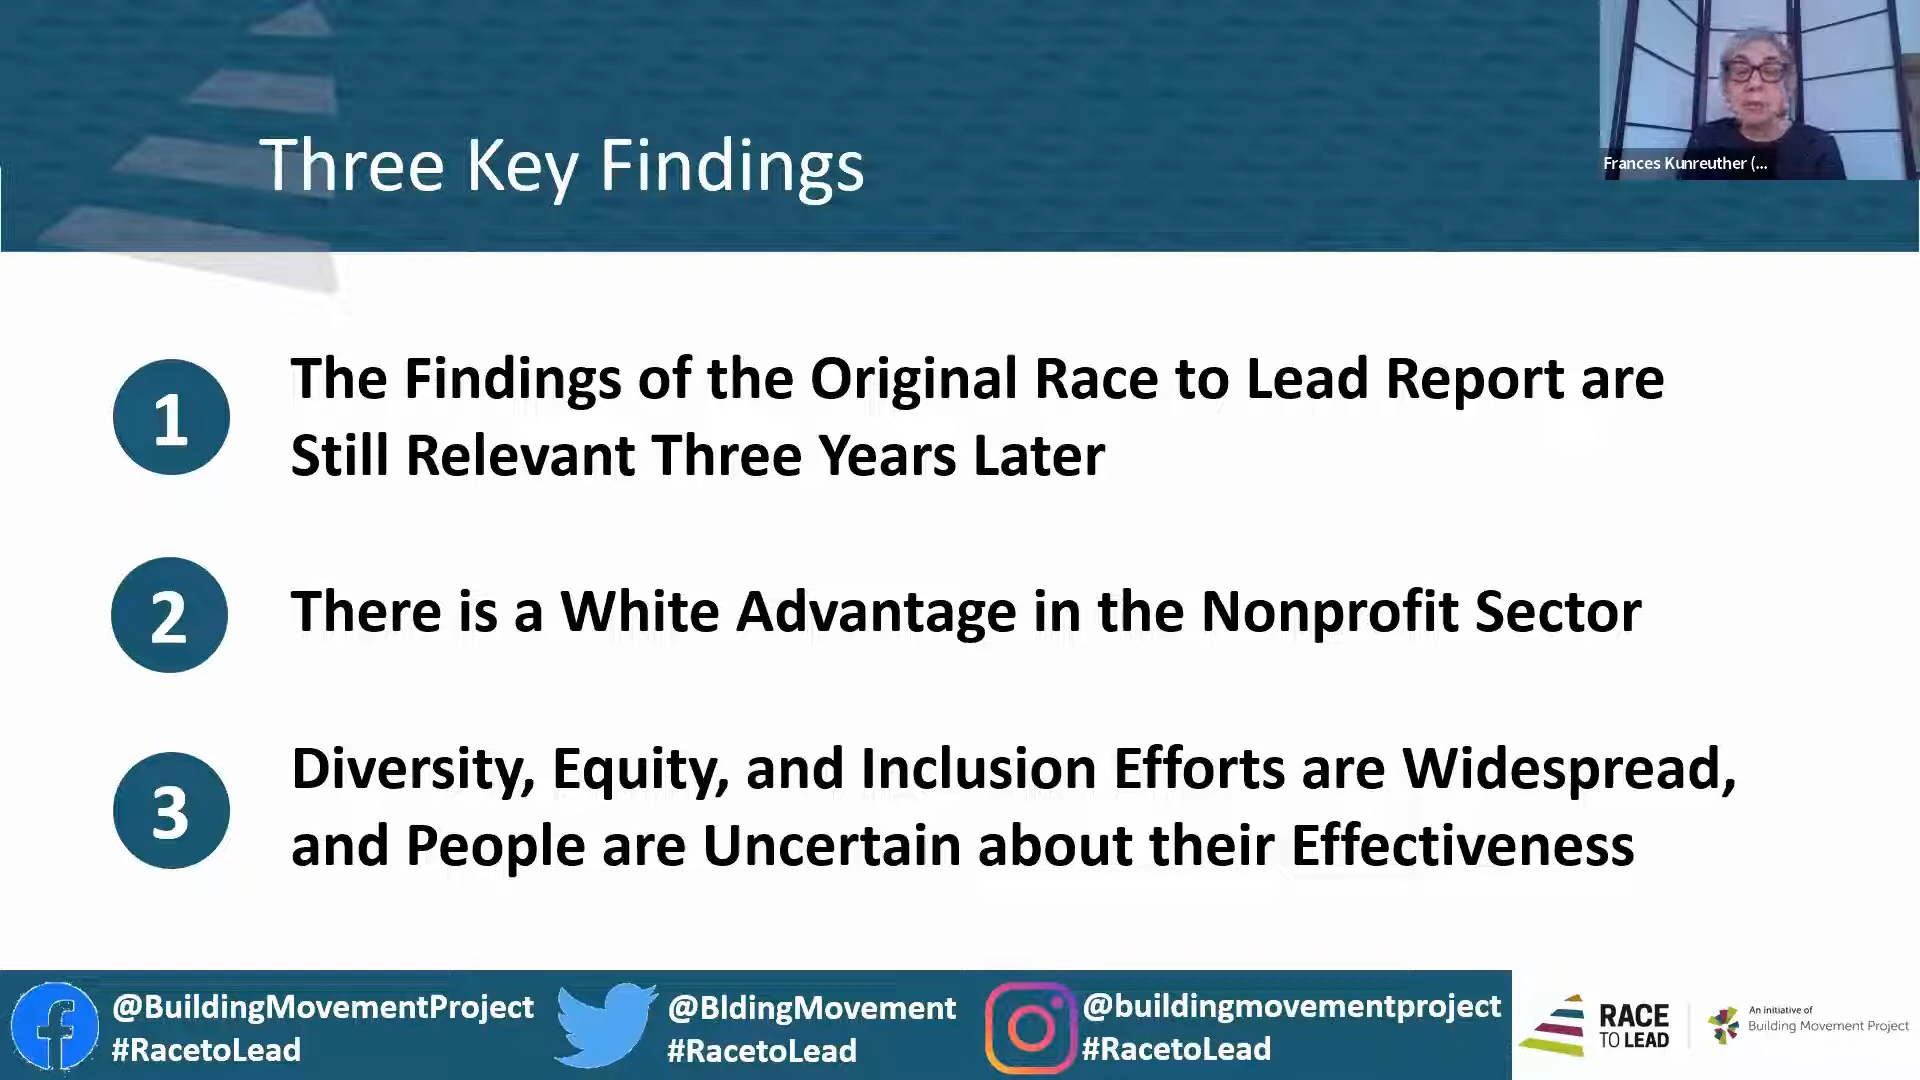 Three Key Findings
Frances Kunreuther (...
1
The Findings of the Original Race to Lead Report are
Still Relevant Three Years Later
2
There is a White Advantage in the Nonprofit Sector
3
Diversity, Equity, and Inclusion Efforts are Widespread,
and People are Uncertain about their Effectiveness
@BuildingMovementProject
#RacetoLead
@BldingMovement
#RacetoLead
@buildingmovementproject
#RacetoLead
RACE
TO LEAD
An initiative of
Building Movement Project